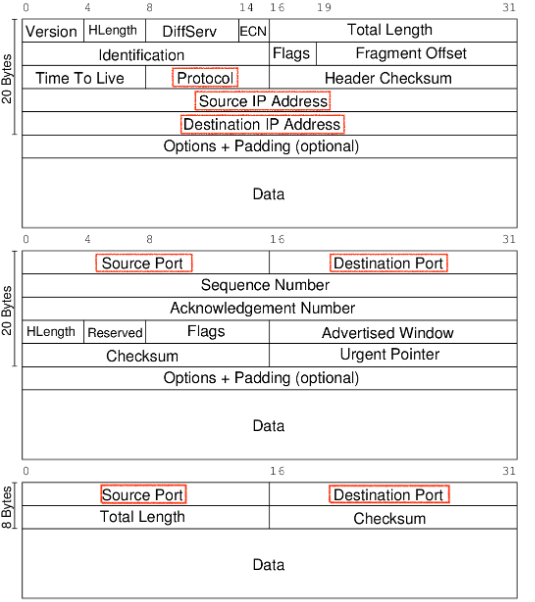 0 4 8 14 16 19 31
Version HLength DiffServ ECN Total Length
Identification Flags Fragment Offset
Time To Live Protocol Header Checksum
Source IP Address
Destination IP Address
Options + Padding (optional)
Data
20 Bytes
0 4 8 16 31
Source Port Destination Port
Sequence Number
Acknowledgement Number
HLength Reserved Flags Advertised Window
Checksum Urgent Pointer
Options + Padding (optional)
Data
20 Bytes
0 16 31
Source Port Destination Port
Total Length Checksum
Data
8 Bytes